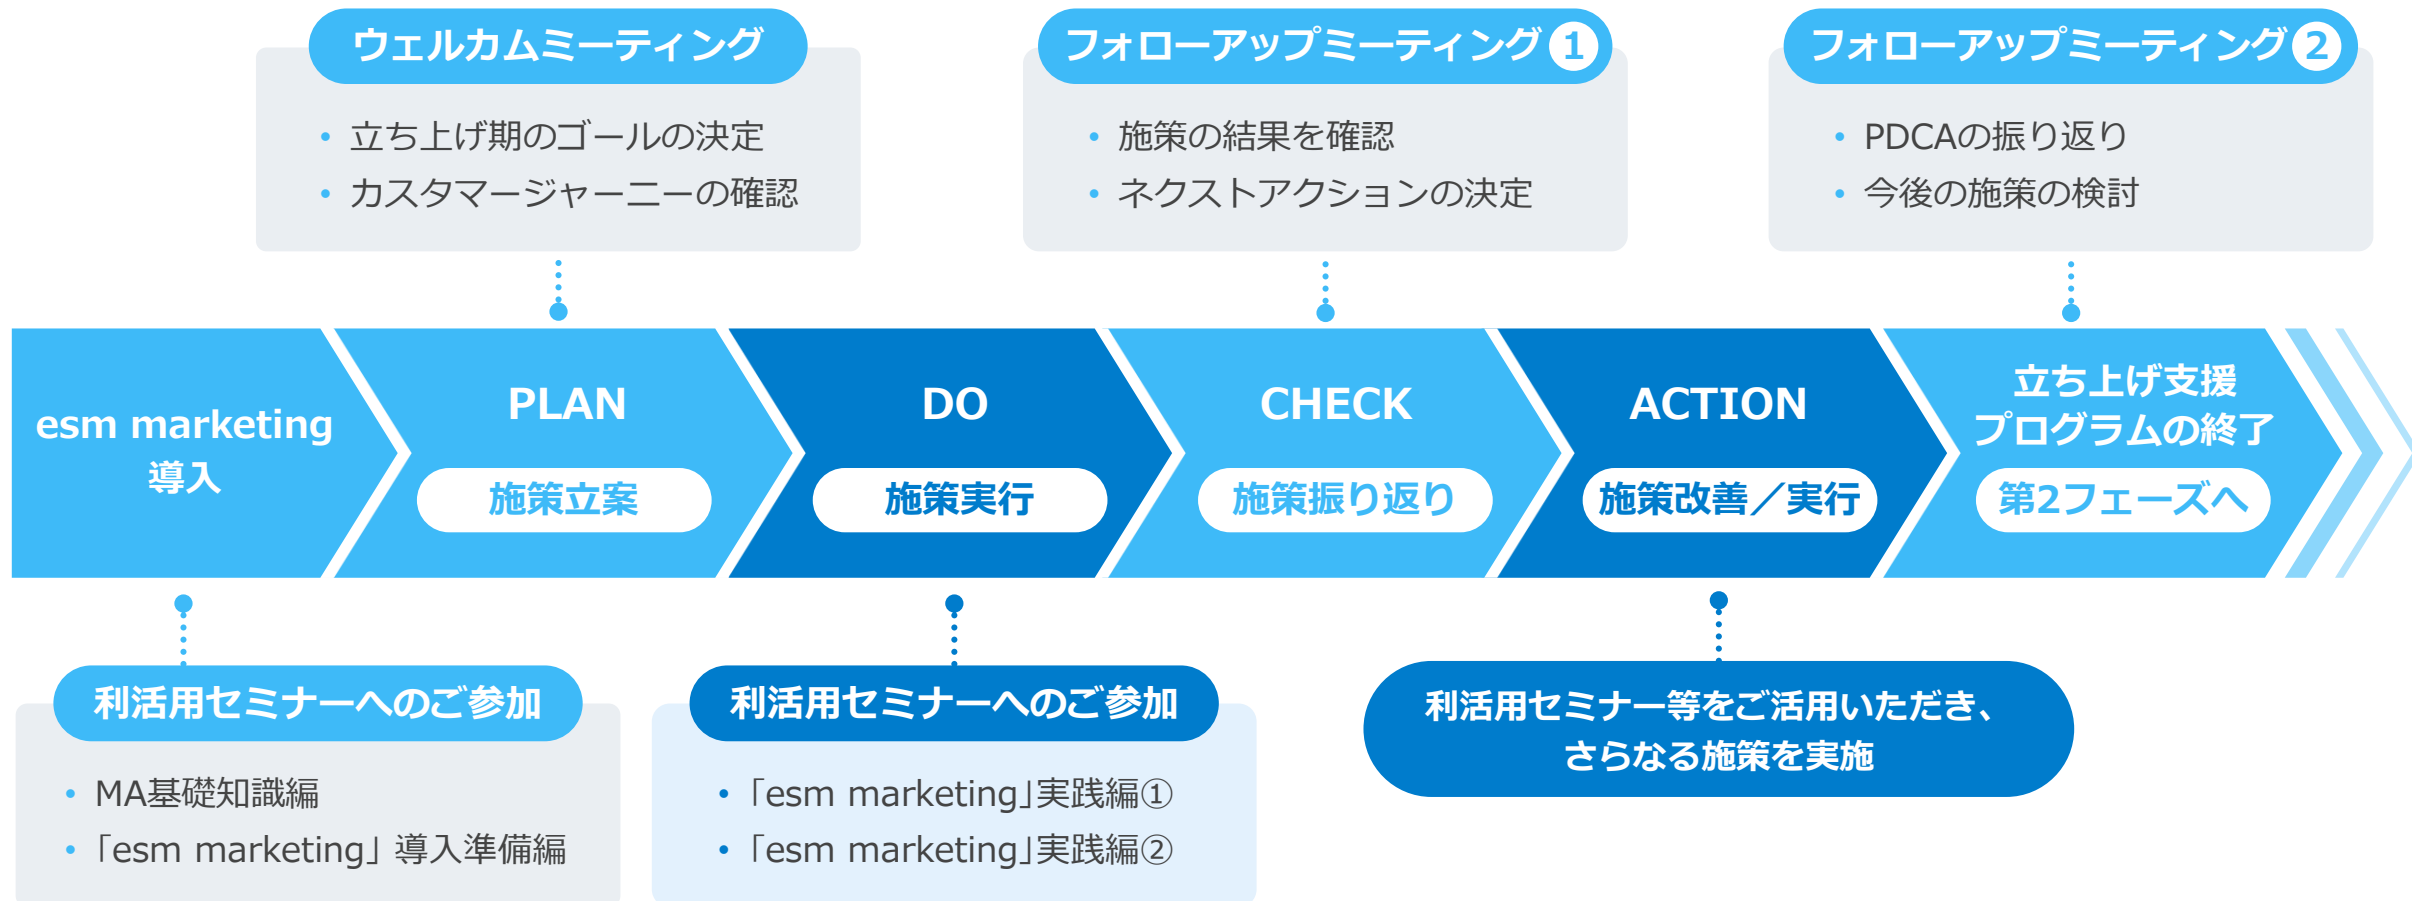 ウェルカムミーティング
・立ち上げ期のゴールの決定
・カスタマージャーニーの確認
フォローアップミーティング❶
・施策の結果を確認
・ネクストアクションの決定
フォローアップミーティング❷
・PDCAの振り返り
・今後の施策の検討
esm marketing
導入
PLAN
施策立案
DO
施策実行
CHECK
施策振り返り
ACTION
施策改善／実行
立ち上げ支援
プログラムの終了
第2フェーズへ
利活用セミナーへのご参加
・MA基礎知識編
・「esm marketing」 導入準備編
利活用セミナーへのご参加
・「esm marketing」実践編①
・「esm marketing」実践編②
利活用セミナー等をご活用いただき、
さらなる施策を実施